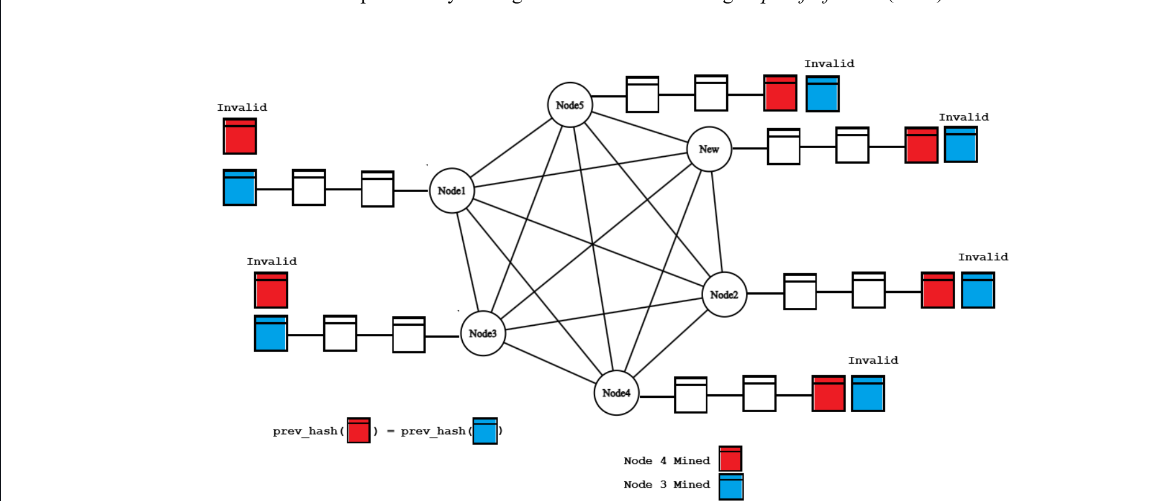 Invalid
Invalid
Invalid
Node5
New
Node1
Invalid
Invalid
Node2
Node3
Invalid
Node4
prev_hash( ) = prev_hash( )
Node 4 Mined
Node 3 Mined